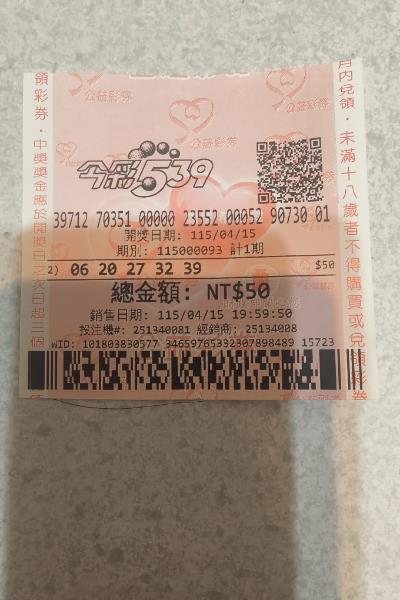 公益彩券
公益彩券
公益彩券
今彩539
39712 70351 00000 23552 00052 90730 01
開獎日期: 115/04/15
期別: 115000093 計1期
2) 06 20 27 32 39 $50
總金額: NT$50
銷售日期: 115/04/15 19:59:50
投注機#: 251340081 經銷商: 25134008
WID: 101803830577 34659765332307898489 15723
領彩券·中獎獎金應於開獎日之次日起三個
月內兌領·未滿十八歲者不得購買或兌領彩券